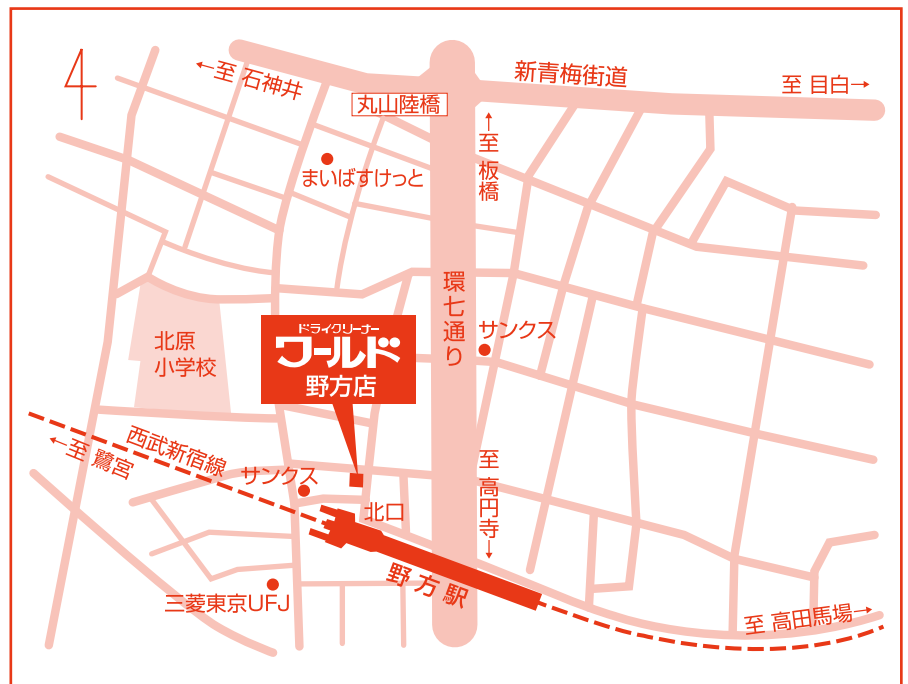 4
←至 石神井
新青梅街道
至 目白→
丸山陸橋
↑至 板橋
まいばすけっと
環七通り
サンクス
北原
小学校
ドライクリーナー
ワールド
野方店
西武新宿線
←至 鷺宮
サンクス
至 高円寺→
北口
野方駅
三菱東京UFJ
至 高田馬場→